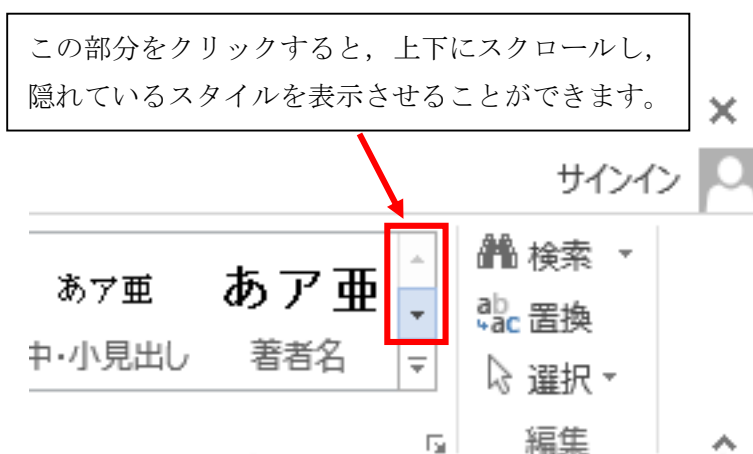 この部分をクリックすると，上下にスクロールし，
隠れているスタイルを表示させることができます。
サインイン
あア亜 あア亜
中・小見出し 著者名
検索
ab
ac 置換
選択
編集